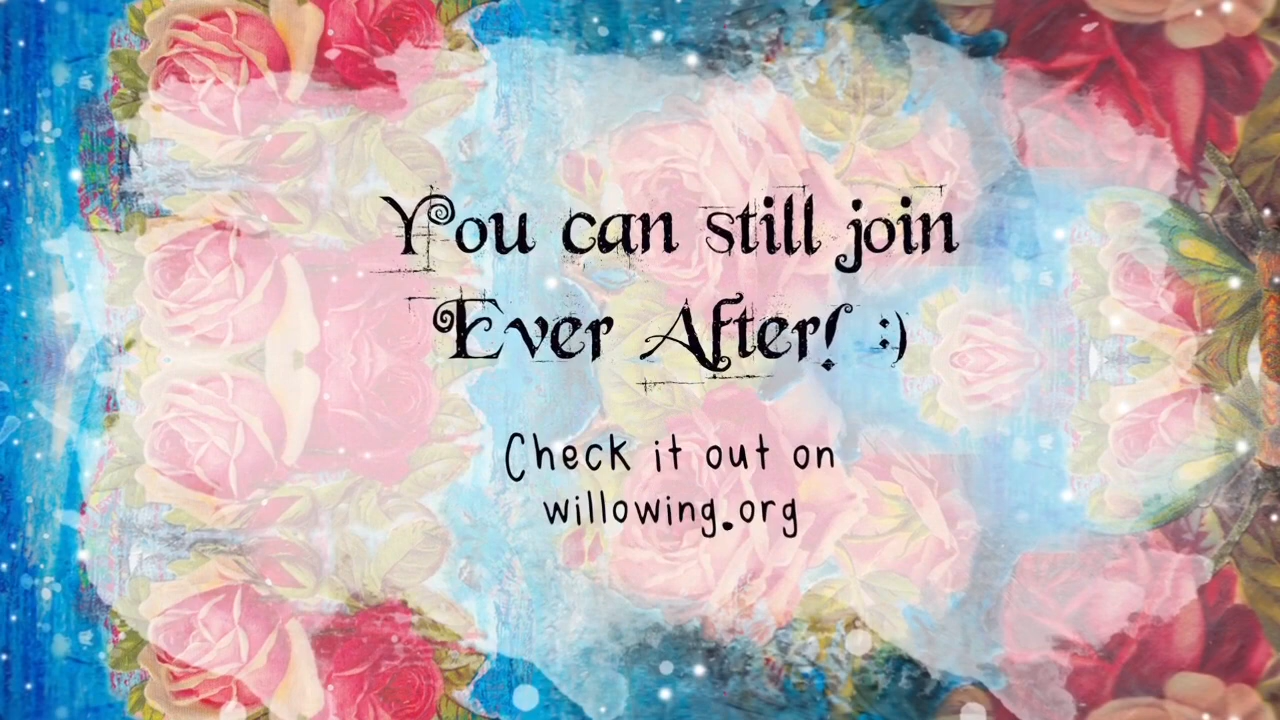 You can still join
Ever After! :)
Check it out on
willowing.org